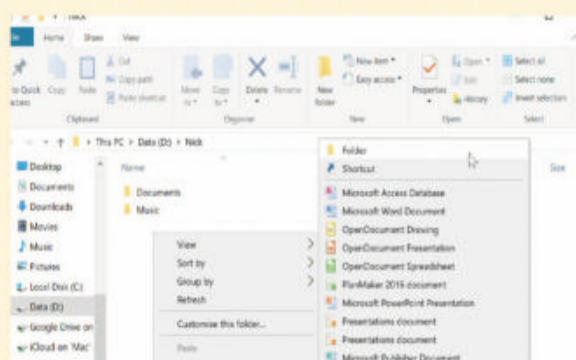 Nick
Home Share View
to Quick access
Copy
Paste
Cut
Copy path
Paste shortcut
Move to
Copy to
Delete
Rename
New folder
New item
Easy access
Properties
Open
Edit
History
Select all
Select none
Invert selection
Clipboard Organise New Open Select
This PC > Data (D:) > Nick
Name Size
Desktop
Documents
Downloads
Movies
Music
Pictures
Local Disk (C:)
Data (D:)
Google Drive on
iCloud on 'Mac'
Documents
Music
View
Sort by
Group by
Refresh
Customise this folder...
Paste
Folder
Shortcut
Microsoft Access Database
Microsoft Word Document
OpenDocument Drawing
OpenDocument Presentation
OpenDocument Spreadsheet
PlanMaker 2016 document
Microsoft PowerPoint Presentation
Presentations document
Presentations document
Microsoft Publisher Document